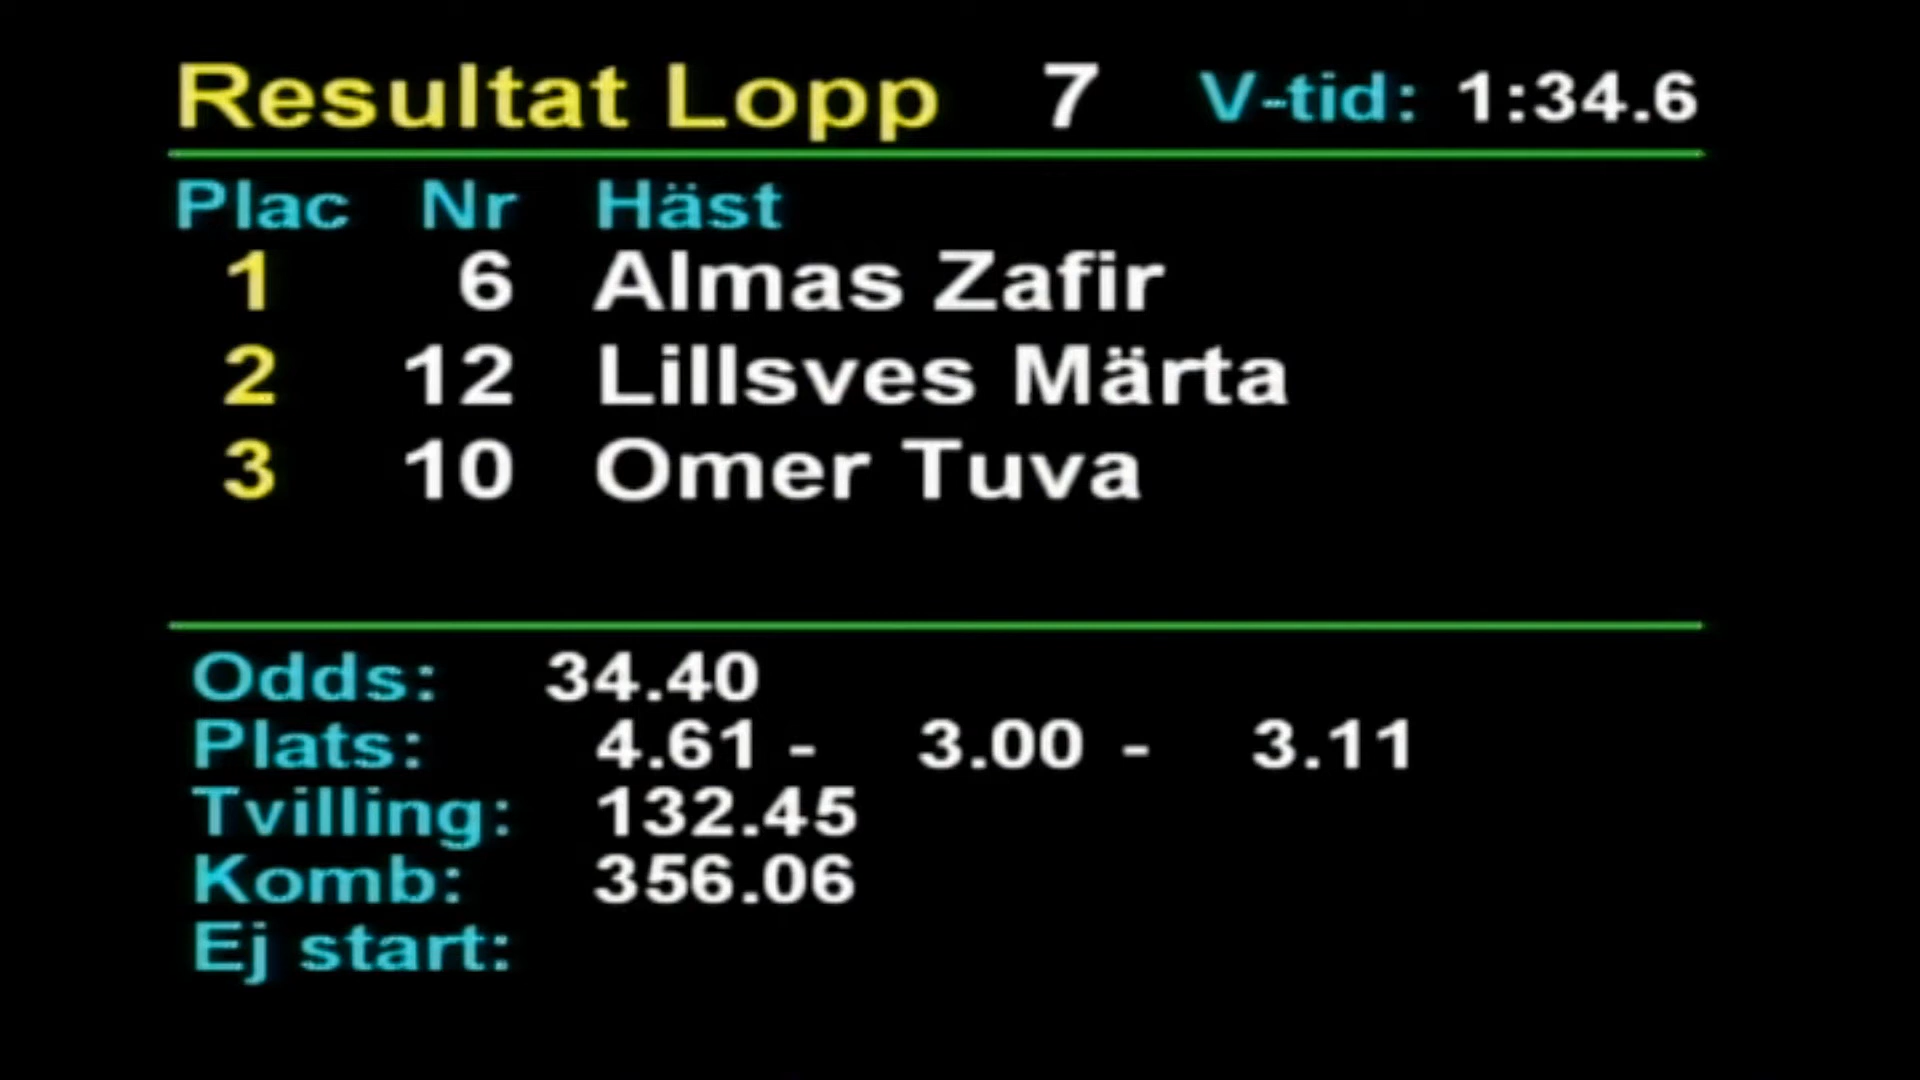 Resultat Lopp 7 V-tid: 1:34.6
Plac Nr Häst
1 6 Almas Zafir
2 12 Lillsves Märta
3 10 Omer Tuva
Odds: 34.40
Plats: 4.61 - 3.00 - 3.11
Tvilling: 132.45
Komb: 356.06
Ej start: